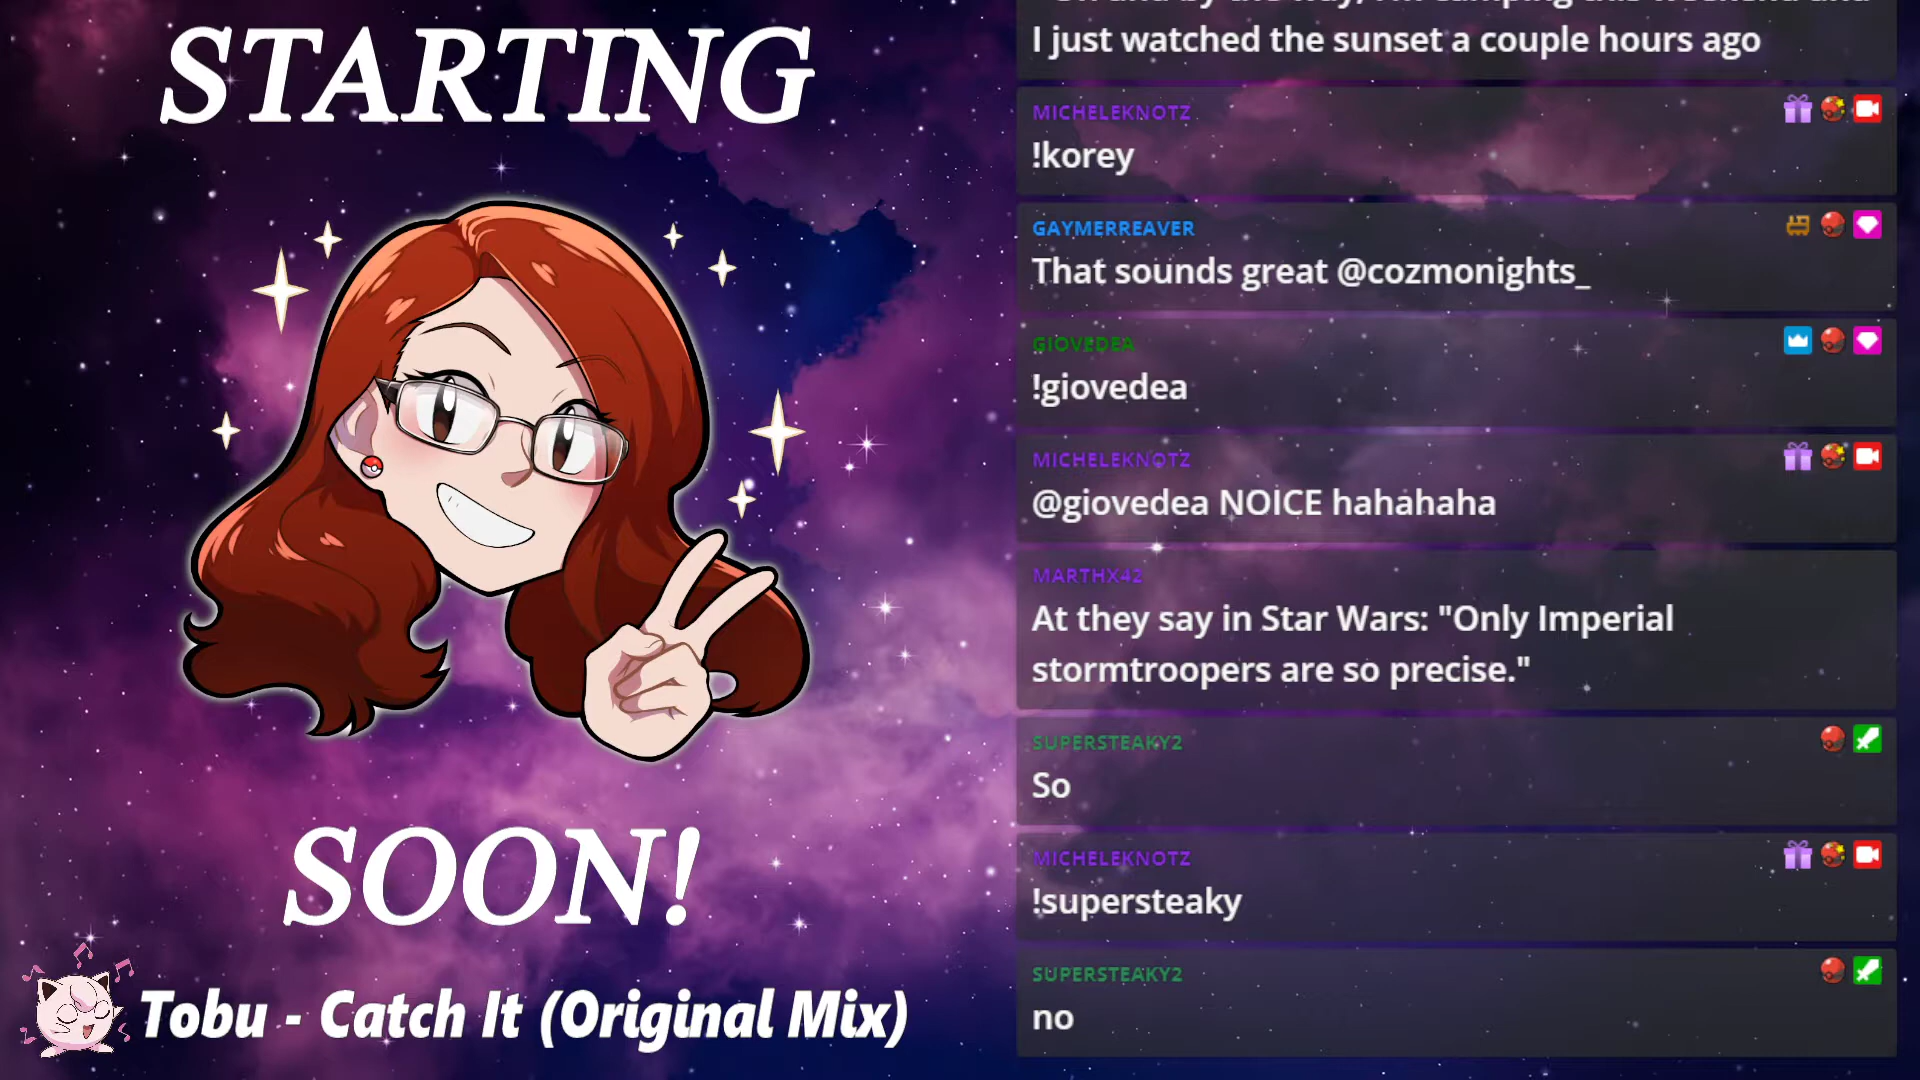 STARTING
SOON!
Tobu - Catch It (Original Mix)
I just watched the sunset a couple hours ago
MICHELEKNOTZ
!korey
GAYMERREAVER
That sounds great @cozmonights_
GIOVEDEA
!giovedea
MICHELEKNOTZ
@giovedea NOICE hahahaha
MARTHX42
At they say in Star Wars: "Only Imperial
stormtroopers are so precise."
SUPERSTEAKY2
So
MICHELEKNOTZ
!supersteaky
SUPERSTEAKY2
no